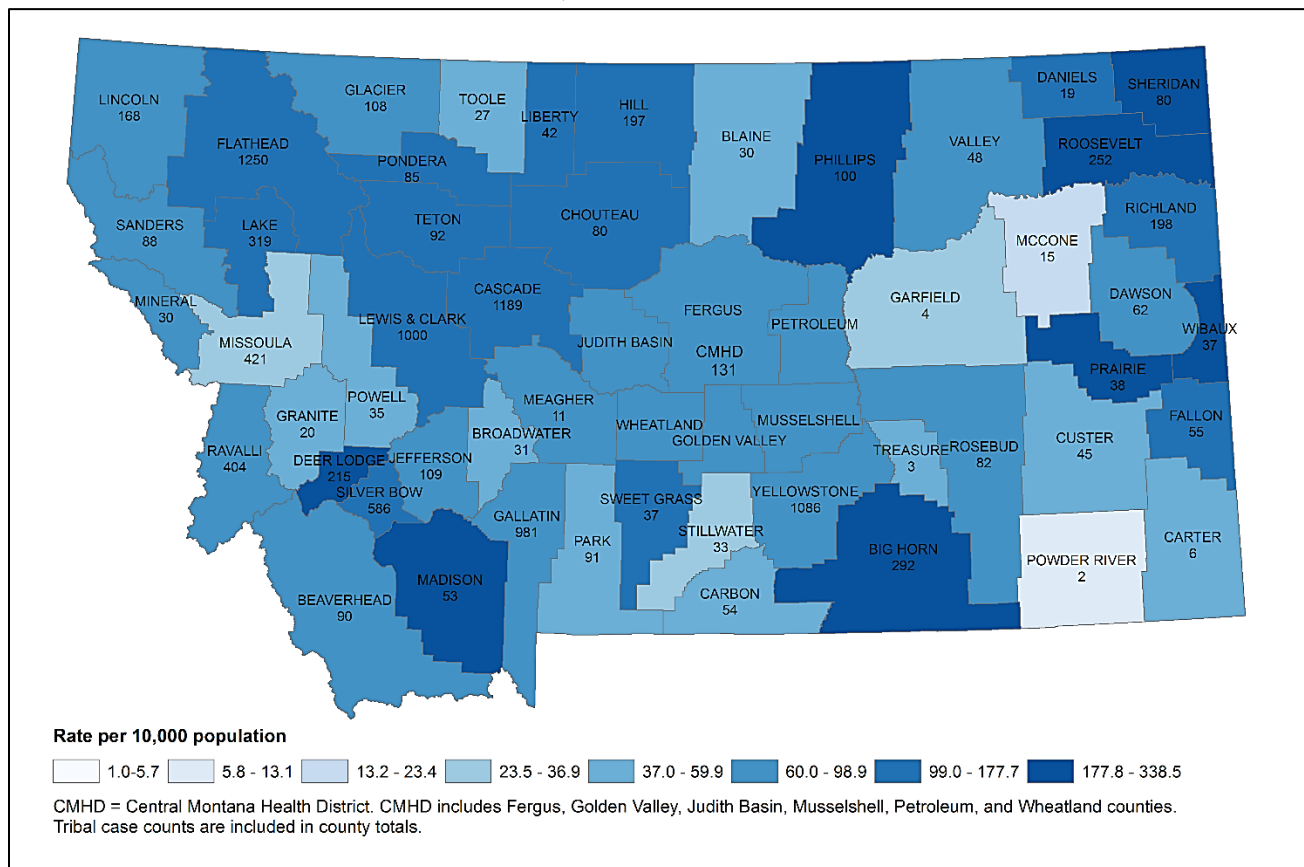 LINCOLN
168
FLATHEAD
1250
GLACIER
108
TOOLE
27
LIBERTY
42
HILL
197
BLAINE
30
PHILLIPS
100
VALLEY
48
DANIELS
19
SHERIDAN
80
ROOSEVELT
252
PONDERA
85
TETON
92
CHOUTEAU
80
SANDERS
88
LAKE
319
MCCONE
15
RICHLAND
198
MINERAL
30
MISSOULA
421
LEWIS & CLARK
1000
CASCADE
1189
JUDITH BASIN
FERGUS
PETROLEUM
CMHD
131
GARFIELD
4
DAWSON
62
WIBAUX
37
PRAIRIE
38
POWELL
35
GRANITE
20
RAVALLI
404
DEER LODGE
215
SILVER BOW
586
JEFFERSON
109
BROADWATER
31
MEAGHER
11
WHEATLAND
GOLDEN VALLEY
MUSSELSHELL
TREASURE
3
ROSEBUD
82
CUSTER
45
FALLON
55
BEAVERHEAD
90
MADISON
53
GALLATIN
981
PARK
91
SWEET GRASS
37
STILLWATER
33
YELLOWSTONE
1086
CARBON
54
BIG HORN
292
POWDER RIVER
2
CARTER
6
Rate per 10,000 population
1.0-5.7 5.8 - 13.1 13.2 - 23.4 23.5 - 36.9 37.0 - 59.9 60.0 - 98.9 99.0 - 177.7 177.8 - 338.5
CMHD = Central Montana Health District. CMHD includes Fergus, Golden Valley, Judith Basin, Musselshell, Petroleum, and Wheatland counties.
Tribal case counts are included in county totals.